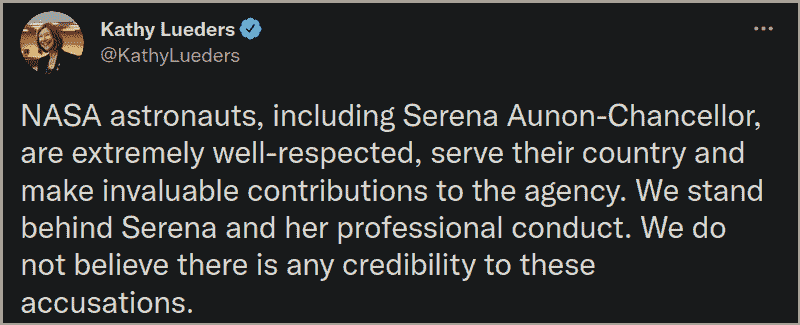 Kathy Lueders
@KathyLueders
NASA astronauts, including Serena Aunon-Chancellor,
are extremely well-respected, serve their country and
make invaluable contributions to the agency. We stand
behind Serena and her professional conduct. We do
not believe there is any credibility to these
accusations.